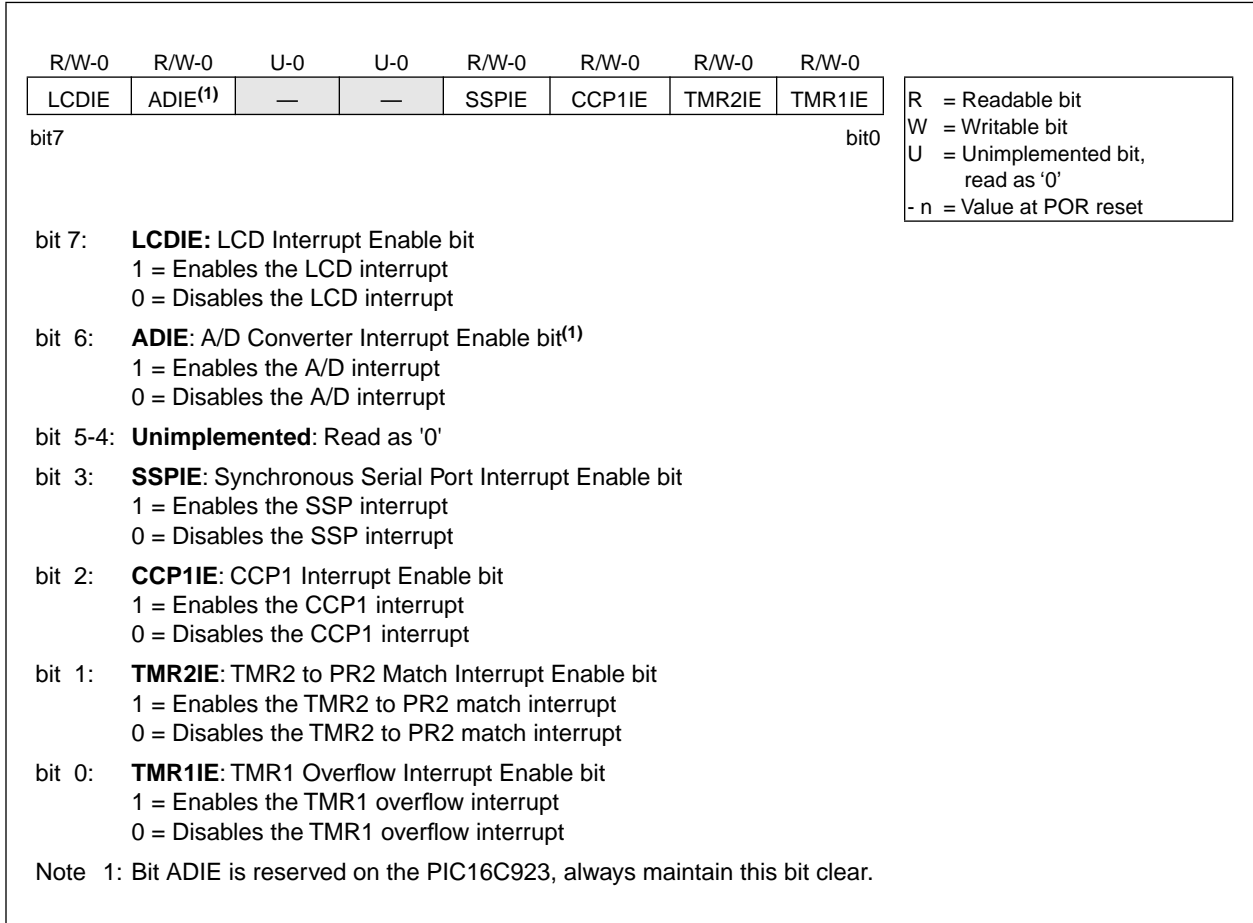 R/W-0 R/W-0 U-0 U-0 R/W-0 R/W-0 R/W-0 R/W-0
LCDIE ADIE(1) — — SSPIE CCP1IE TMR2IE TMR1IE
bit7 bit0
R = Readable bit
W = Writable bit
U = Unimplemented bit,
read as ‘0’
- n = Value at POR reset
bit 7: LCDIE: LCD Interrupt Enable bit
1 = Enables the LCD interrupt
0 = Disables the LCD interrupt
bit 6: ADIE: A/D Converter Interrupt Enable bit(1)
1 = Enables the A/D interrupt
0 = Disables the A/D interrupt
bit 5-4: Unimplemented: Read as '0'
bit 3: SSPIE: Synchronous Serial Port Interrupt Enable bit
1 = Enables the SSP interrupt
0 = Disables the SSP interrupt
bit 2: CCP1IE: CCP1 Interrupt Enable bit
1 = Enables the CCP1 interrupt
0 = Disables the CCP1 interrupt
bit 1: TMR2IE: TMR2 to PR2 Match Interrupt Enable bit
1 = Enables the TMR2 to PR2 match interrupt
0 = Disables the TMR2 to PR2 match interrupt
bit 0: TMR1IE: TMR1 Overflow Interrupt Enable bit
1 = Enables the TMR1 overflow interrupt
0 = Disables the TMR1 overflow interrupt
Note 1: Bit ADIE is reserved on the PIC16C923, always maintain this bit clear.